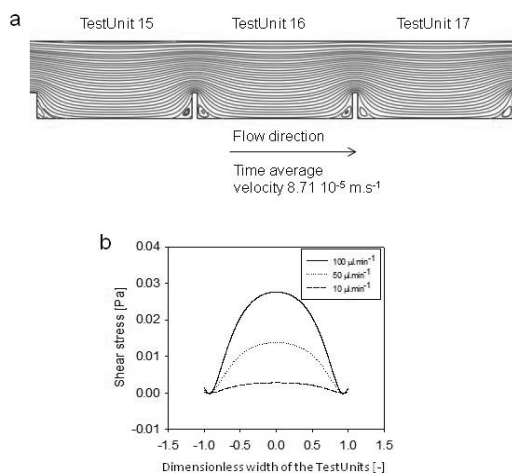 a
TestUnit 15 TestUnit 16 TestUnit 17
Flow direction
Time average
velocity 8.71 10⁻⁵ m.s⁻¹
b
0.04
0.03
0.02
0.01
0.00
-0.01
Shear stress [Pa]
100 µl.min⁻¹
50 µl.min⁻¹
10 µl.min⁻¹
-1.5 -1.0 -0.5 0.0 0.5 1.0 1.5
Dimensionless width of the TestUnits [-]